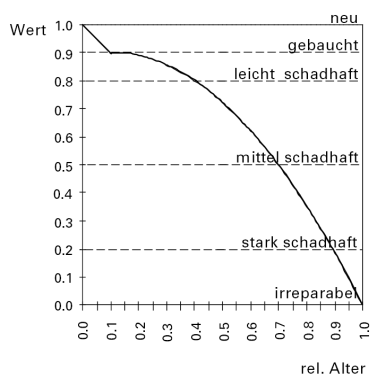 neu
Wert 1.0
gebaucht
0.9
leicht schadhaft
0.8
0.7
0.6
mittel schadhaft
0.5
0.4
0.3
stark schadhaft
0.2
0.1
irreparabel
0.0
0.0 0.1 0.2 0.3 0.4 0.5 0.6 0.7 0.8 0.9 1.0
rel. Alter